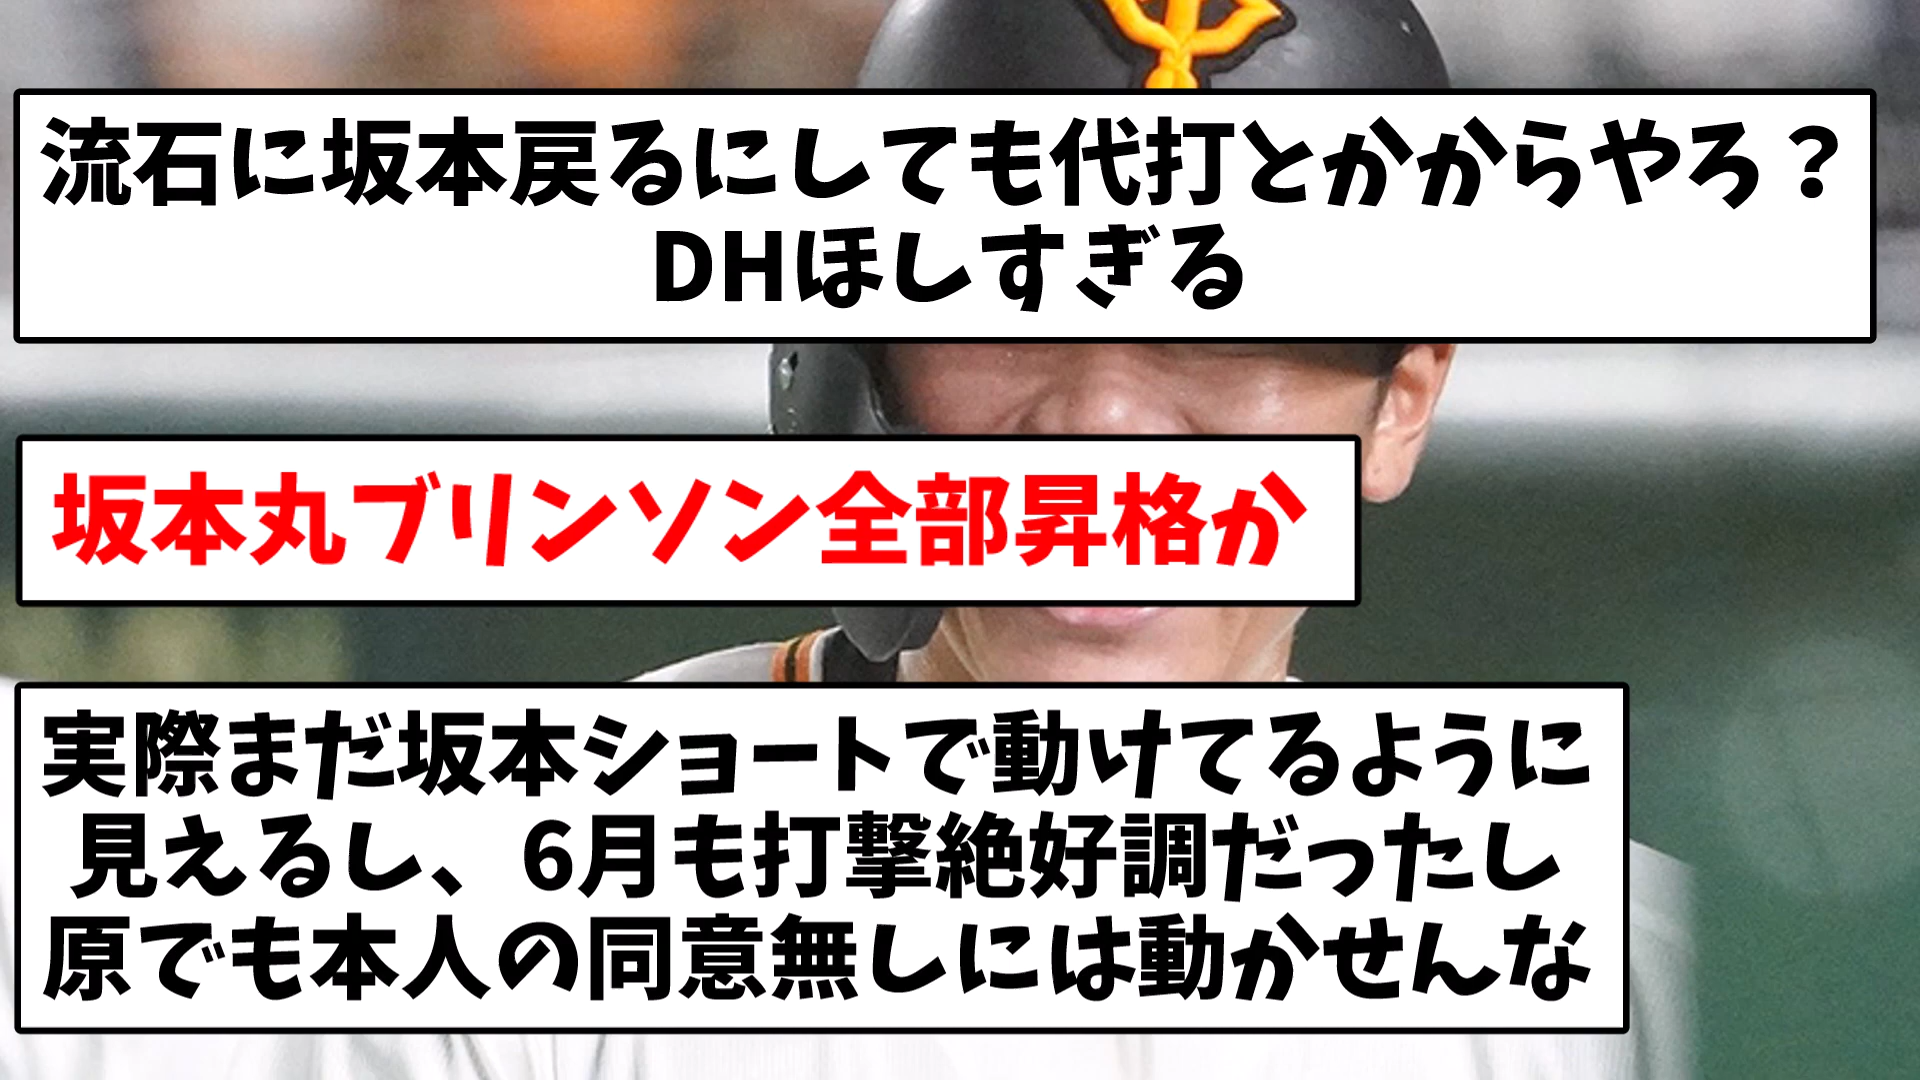 流石に坂本戻るにしても代打とかからやろ？
DHほしすぎる
坂本丸ブリンソン全部昇格か
実際まだ坂本ショートで動けてるように
見えるし、6月も打撃絶好調だったし
原でも本人の同意無しには動かせんな